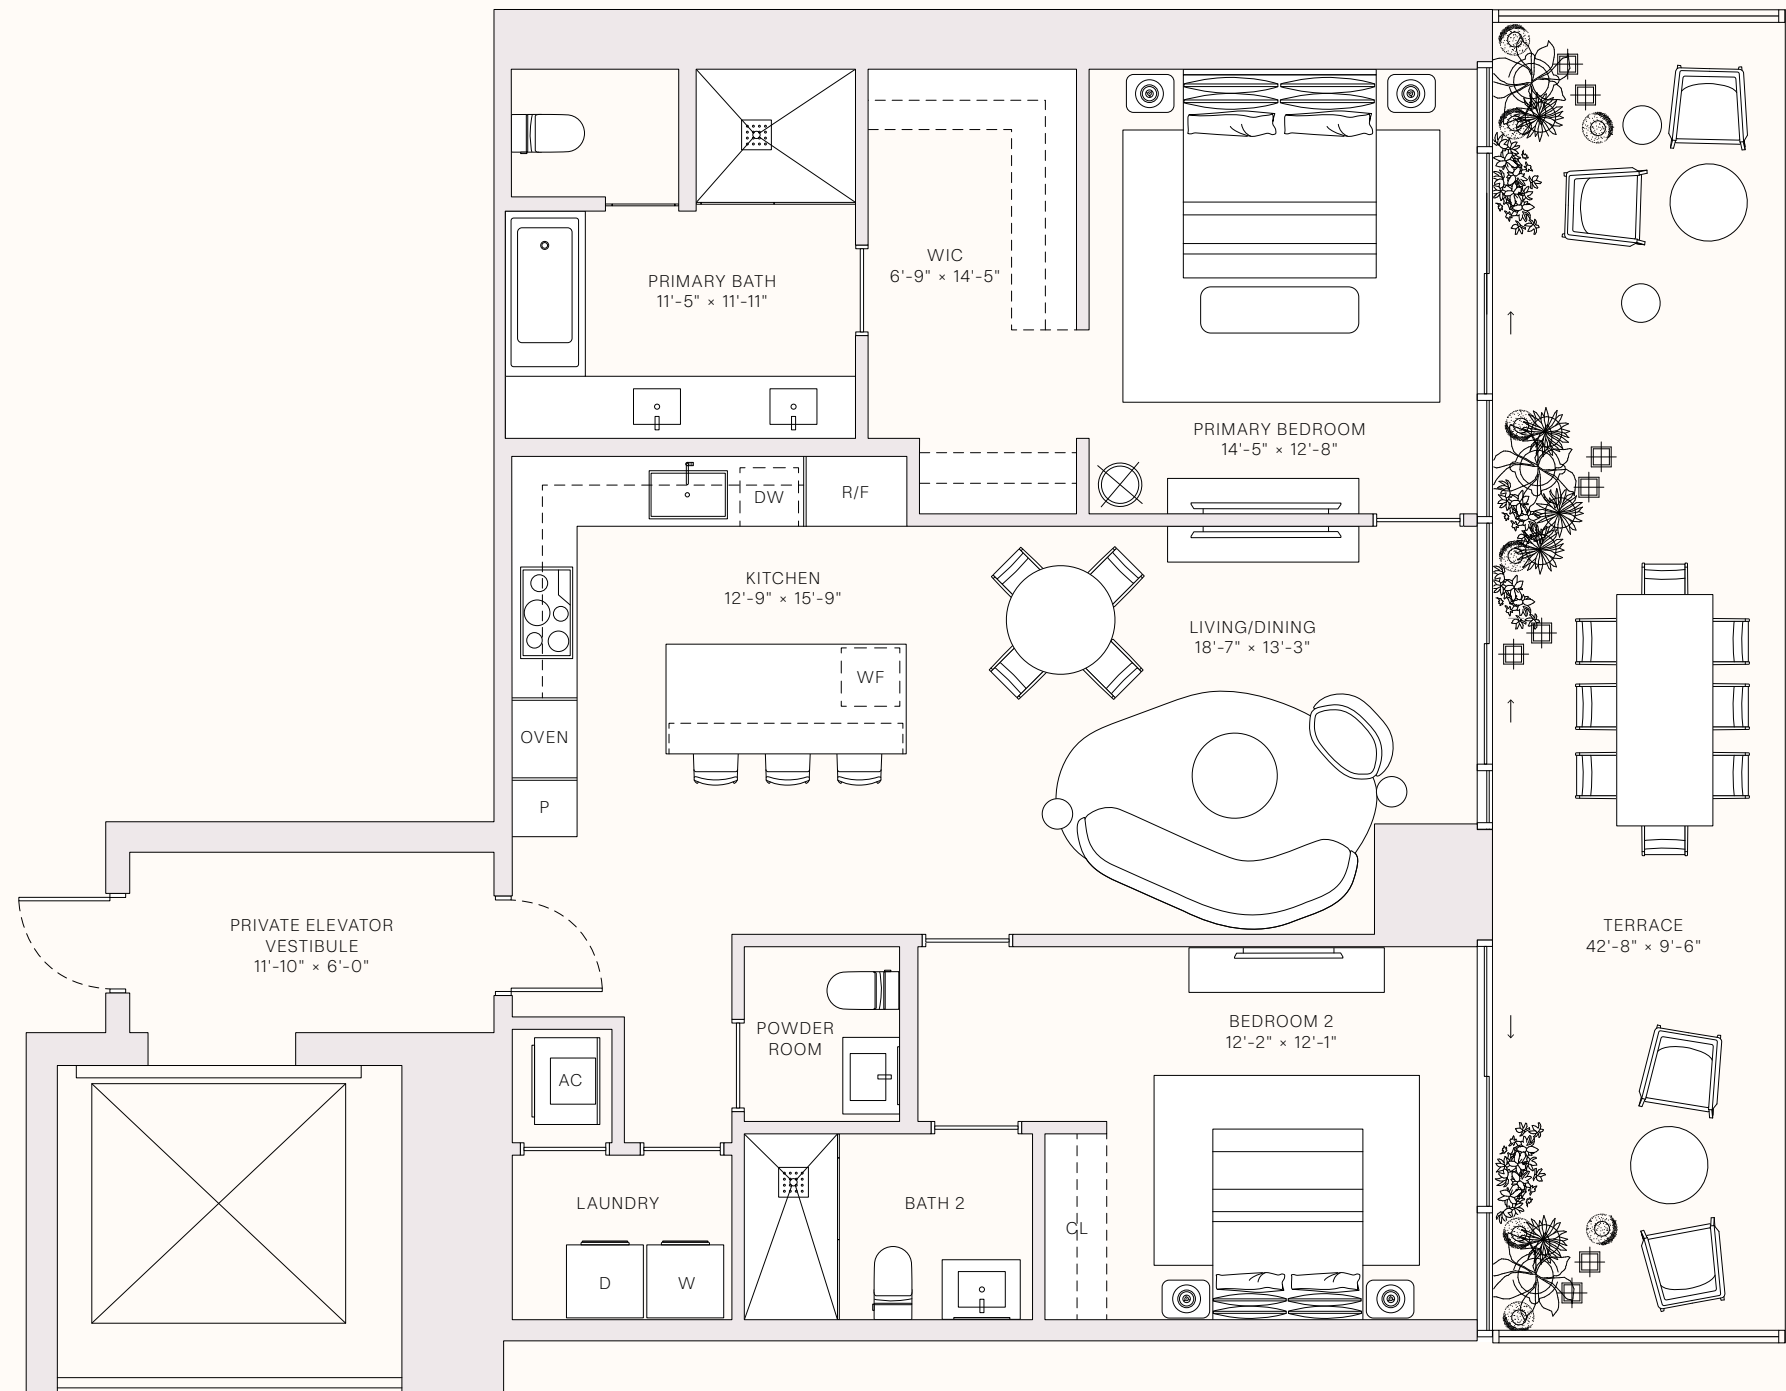 WIC
6'-9" × 14'-5"
PRIMARY BATH
11'-5" × 11'-11"
PRIMARY BEDROOM
14'-5" × 12'-8"
DW
R/F
KITCHEN
12'-9" × 15'-9"
LIVING/DINING
18'-7" × 13'-3"
WF
OVEN
P
PRIVATE ELEVATOR
VESTIBULE
11'-10" × 6'-0"
TERRACE
42'-8" × 9'-6"
POWDER
ROOM
BEDROOM 2
12'-2" × 12'-1"
AC
LAUNDRY
BATH 2
CL
D
W